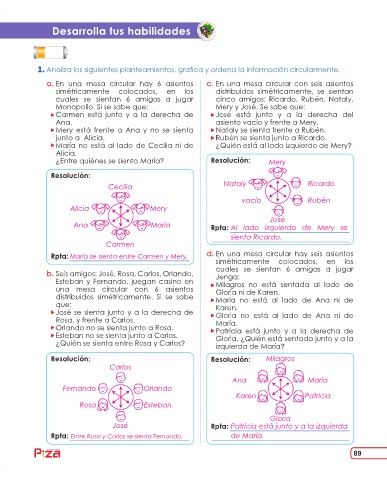 Desarrolla tus habilidades
1. Analiza los siguientes planteamientos, grafica y ordena la información circularmente.
a. En una mesa circular hay 6 asientos
simétricamente colocados, en los
cuales se sientan 6 amigas a jugar
Monopolio. Si se sabe que:
Carmen está junto y a la derecha de
Ana.
Mery está frente a Ana y no se sienta
junto a Alicia.
María no está al lado de Cecilia ni de
Alicia.
¿Entre quiénes se sienta María?
Resolución:
Cecilia
Alicia
Mery
Ana
María
Carmen
Rpta: María se sienta entre Carmen y Mery.
b. Seis amigos: José, Rosa, Carlos, Orlando,
Esteban y Fernando, juegan casino en
una mesa circular con 6 asientos
distribuidos simétricamente. Si se sabe
que:
José se sienta junto y a la derecha de
Rosa, y frente a Carlos.
Orlando no se sienta junto a Rosa.
Esteban no se sienta junto a Carlos.
¿Quién se sienta entre Rosa y Carlos?
Resolución:
Carlos
Fernando
Orlando
Rosa
Esteban
José
Rpta: Entre Rosa y Carlos se sienta Fernando.
c. En una mesa circular con seis asientos
distribuidos simétricamente, se sientan
cinco amigos: Ricardo, Rubén, Nataly,
Mery y José. Se sabe que:
José está junto y a la derecha del
asiento vacío y frente a Mery.
Nataly se sienta frente a Rubén.
Rubén se sienta junto a Ricardo.
¿Quién está al lado izquierdo de Mery?
Resolución:
Mery
Nataly
Ricardo
vacío
Rubén
José
Rpta: Al lado izquierdo de Mery se
sienta Ricardo.
d. En una mesa circular hay seis asientos
simétricamente colocados, en los
cuales se sientan 6 amigas a jugar
Jenga:
Milagros no está sentada al lado de
Gloria ni de Karen.
María no está al lado de Ana ni de
Karen.
Gloria no está al lado de Ana ni de
María.
Patricia está junto y a la derecha de
Gloria. ¿Quién está sentada junto y a la
izquierda de María?
Resolución:
Milagros
Ana
María
Karen
Patricia
Gloria
Rpta: Patricia está junto y a la izquierda
de María.
89